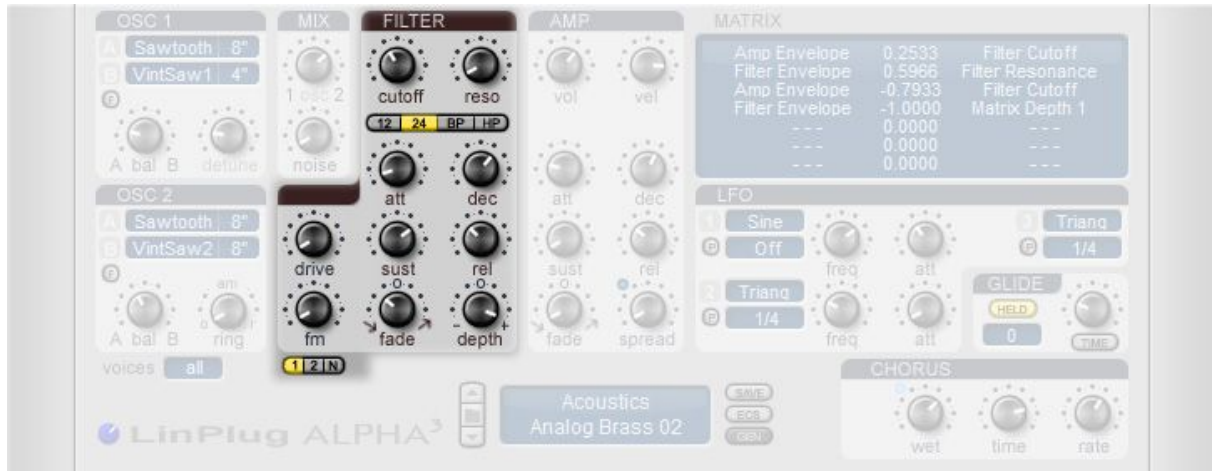 OSC 1
A Sawtooth 8"
B VintSaw1 4"
F
A bal B detune
MIX
1 osc 2
noise
FILTER
cutoff reso
12 24 BP HP
att dec
drive sust rel
fm fade - depth +
1 2 N
AMP
vol vel
att dec
sust rel
fade spread
MATRIX
Amp Envelope 0.2533 Filter Cutoff
Filter Envelope 0.5966 Filter Resonance
Amp Envelope -0.7933 Filter Cutoff
Filter Envelope -1.0000 Matrix Depth 1
--- 0.0000 ---
--- 0.0000 ---
--- 0.0000 ---
OSC 2
A Sawtooth 8"
B VintSaw2 8"
F
am
o r
A bal B ring
voices all
LFO
1 Sine
Off
freq att
3 Triang
1/4
2 Triang
1/4
freq att
GLIDE
HELD
0
TIME
CHORUS
wet time rate
LinPlug ALPHA³
Acoustics
Analog Brass 02
SAVE
GEN